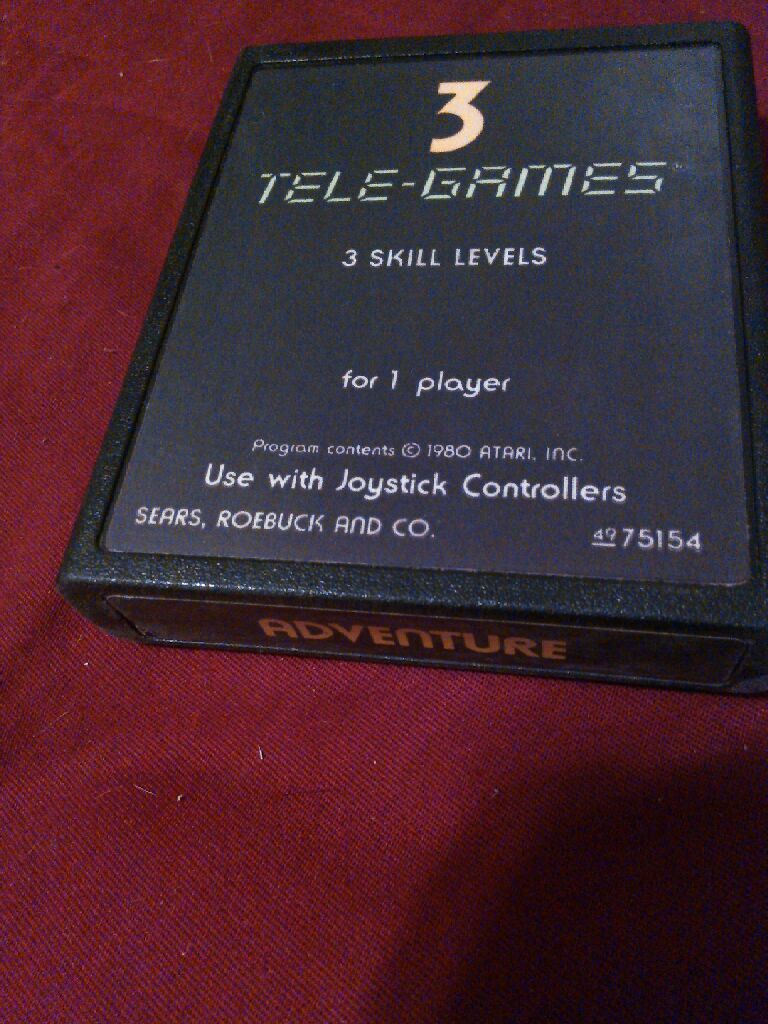 3
TELE-GAMES™
3 SKILL LEVELS
for 1 player
Program contents © 1980 ATARI, INC.
Use with Joystick Controllers
SEARS, ROEBUCK AND CO.
49 75154
ADVENTURE